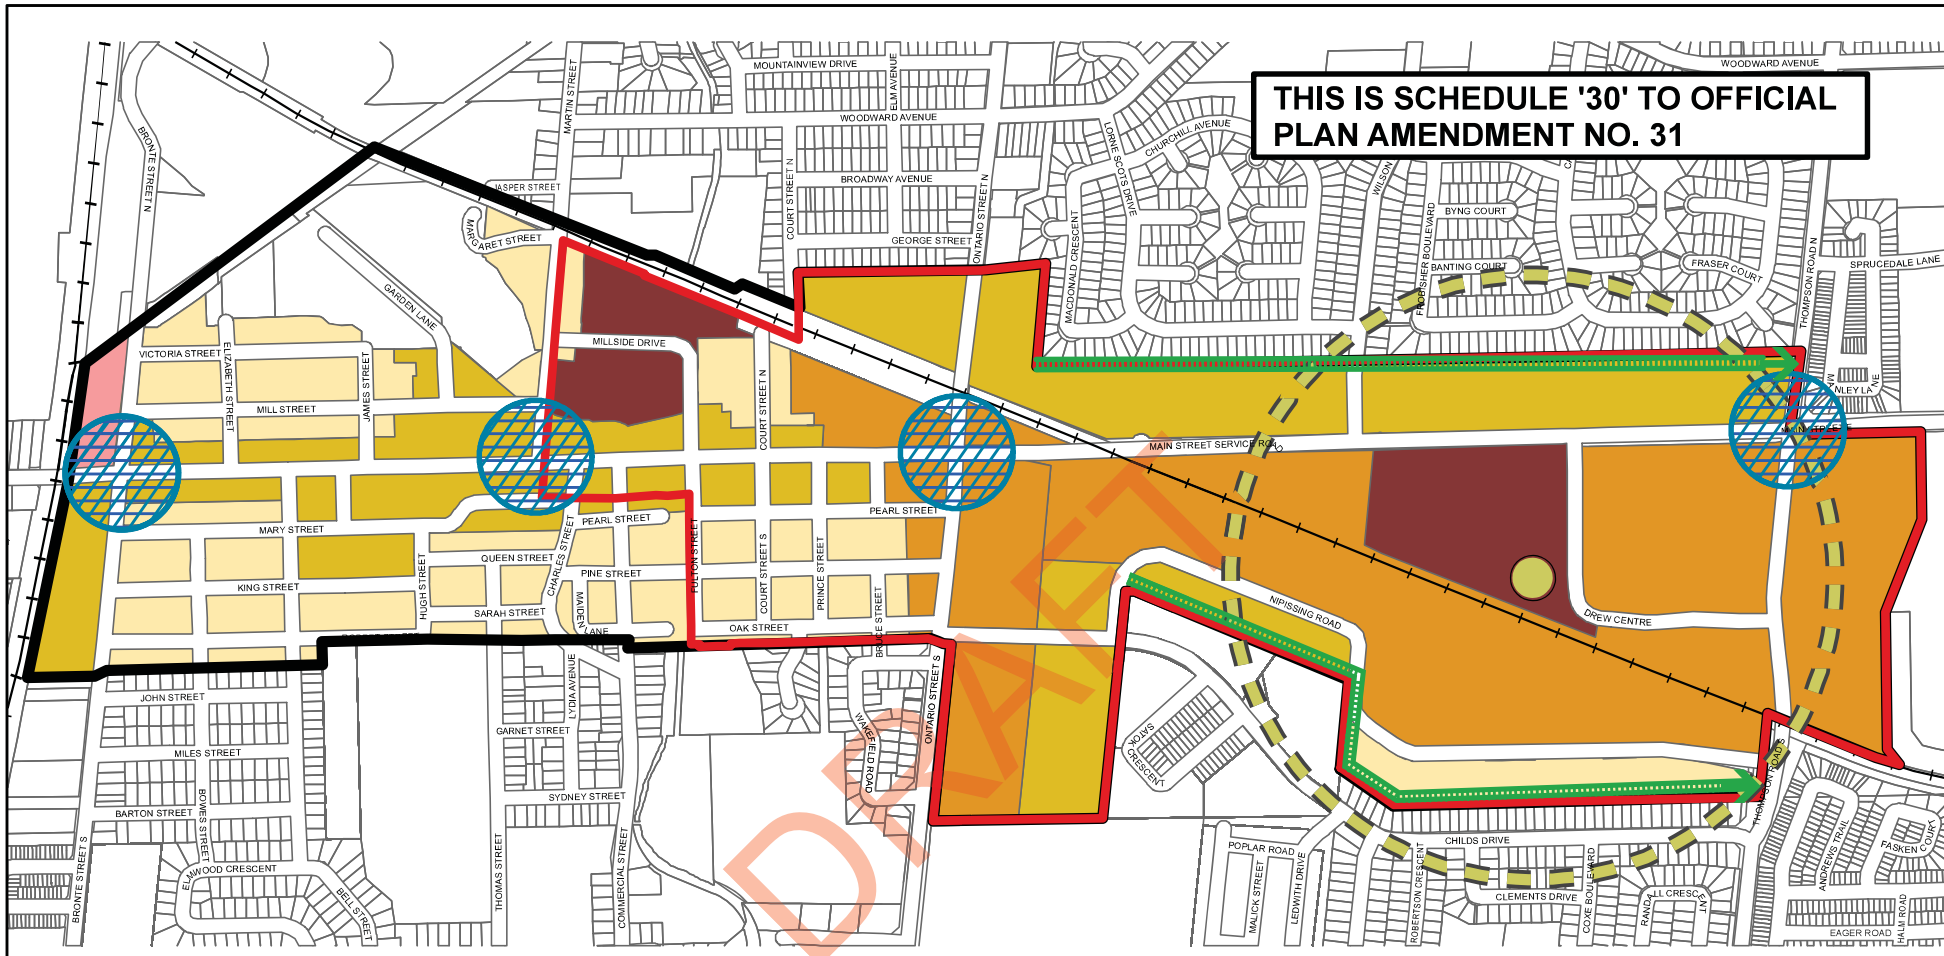 THIS IS SCHEDULE '30' TO OFFICIAL
PLAN AMENDMENT NO. 31
MOUNTAINVIEW DRIVE
ELM AVENUE
WOODWARD AVENUE
MARTIN STREET
WOODWARD AVENUE
BRONTE STREET N
LORNE SCOTS DRIVE
CHURCHILL AVENUE
WILSON
JASPER STREET
COURT STREET N
BROADWAY AVENUE
ONTARIO STREET N
MACDONALD CRESCENT
FROBISHER BOULEVARD
BYNG COURT
THOMPSON ROAD N
MARGARET STREET
GEORGE STREET
BANTING COURT
FRASER COURT
SPRUCEDALE LANE
GARDEN LANE
VICTORIA STREET
ELIZABETH STREET
JAMES STREET
MILLSIDE DRIVE
MILL STREET
COURT STREET N
MAIN STREET SERVICE ROAD
MARY STREET
PEARL STREET
PEARL STREET
QUEEN STREET
CHARLES STREET
KING STREET
HUGH STREET
PINE STREET
FULTON STREET
COURT STREET S
PRINCE STREET
SARAH STREET
MAIDEN LANE
OAK STREET
BRUCE STREET
NIPISSING ROAD
DREW CENTRE
DRAFT
JOHN STREET
LYDIA AVENUE
ONTARIO STREET S
GARNET STREET
MILES STREET
WAKEFIELD ROAD
SATOK CRESCENT
THOMPSON ROAD S
SYDNEY STREET
BARTON STREET
BOWES STREET
BRONTE STREET S
THOMAS STREET
COMMERCIAL STREET
ELMWOOD CRESCENT
BELL STREET
POPLAR ROAD
MALICK STREET
LEDWITH DRIVE
CHILDS DRIVE
ROBERTSON CRESCENT
CLEMENTS DRIVE
COXE BOULEVARD
RANDALL CRESCENT
ANDREWS TRAIL
FASKEN COURT
EAGER ROAD
HALM ROAD